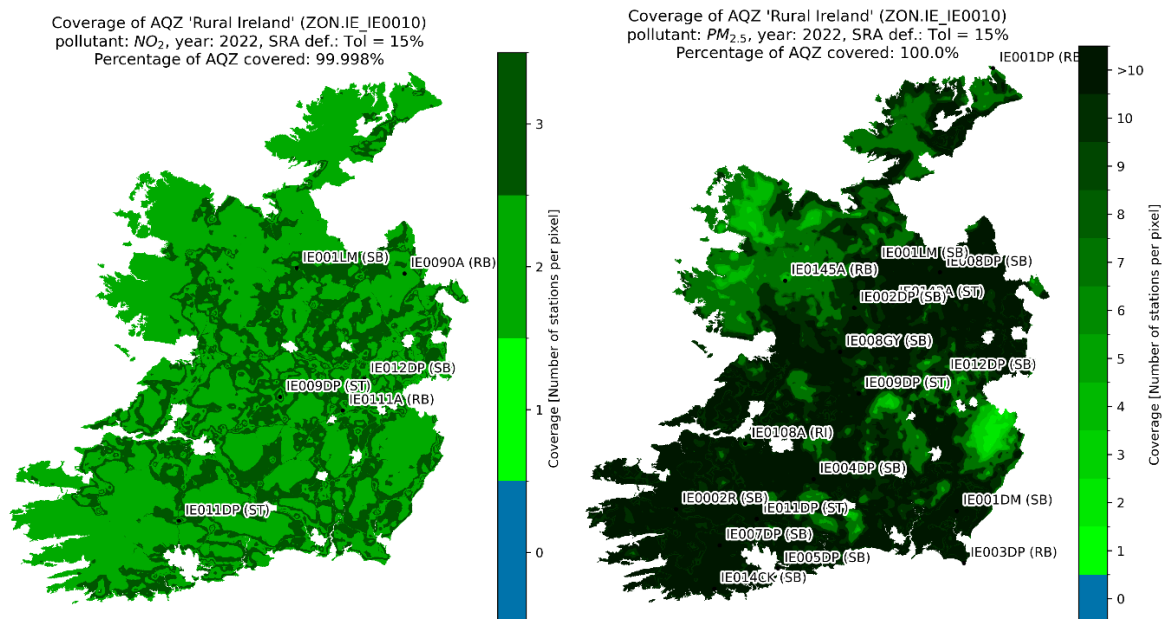 Coverage of AQZ 'Rural Ireland' (ZON.IE_IE0010)
pollutant: NO2, year: 2022, SRA def.: Tol = 15%
Percentage of AQZ covered: 99.998%
IE001LM (SB)
IE0090A (RB)
IE012DP (SB)
IE009DP (ST)
IE0111A (RB)
IE011DP (ST)
3
2
1
0
Coverage [Number of stations per pixel]
Coverage of AQZ 'Rural Ireland' (ZON.IE_IE0010)
pollutant: PM2.5, year: 2022, SRA def.: Tol = 15%
Percentage of AQZ covered: 100.0%
IE001DP
IE001LM (SB)
IE008DP (SB)
IE0145A (RB)
(ST)
IE002DP (SB)
IE008GY (SB)
IE012DP (SB)
IE009DP (ST)
IE0108A (RI)
IE004DP (SB)
IE0002R (SB)
IE011DP (ST)
IE001DM (SB)
IE007DP (SB)
IE003DP (RB)
IE005DP (SB)
IE014CK (SB)
>10
10
9
8
7
6
5
4
3
2
1
0
Coverage [Number of stations per pixel]